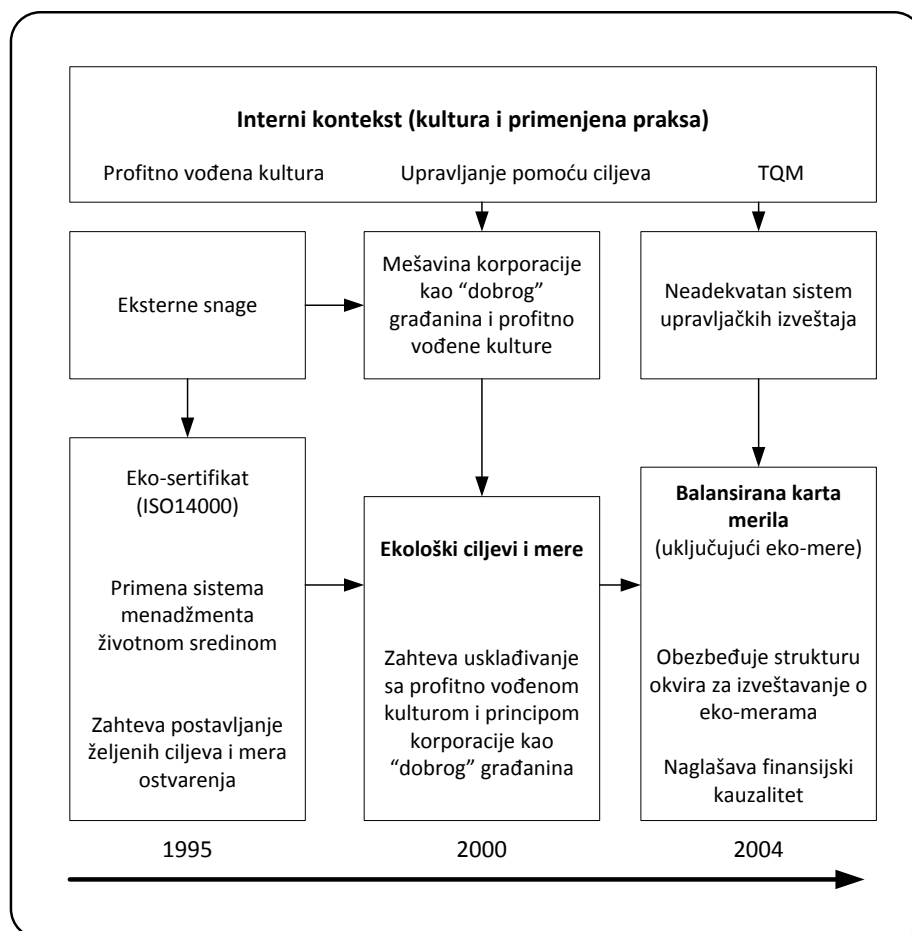 Interni kontekst (kultura i primenjena praksa)
Profitno vođena kultura
Upravljanje pomoću ciljeva
TQM
Eksterne snage
Mešavina korporacije
kao “dobrog”
građanina i profitno
vođene kulture
Neadekvatan sistem
upravljačkih izveštaja
Eko-sertifikat
(ISO14000)
Primena sistema
menadžmenta
životnom sredinom
Zahteva postavljanje
željenih ciljeva i mera
ostvarenja
Ekološki ciljevi i mere
Zahteva usklađivanje
sa profitno vođenom
kulturom i principom
korporacije kao
“dobrog” građanina
Balansirana karta
merila
(uključujući eko-mere)
Obezbeđuje strukturu
okvira za izveštavanje o
eko-merama
Naglašava finansijski
kauzalitet
1995
2000
2004